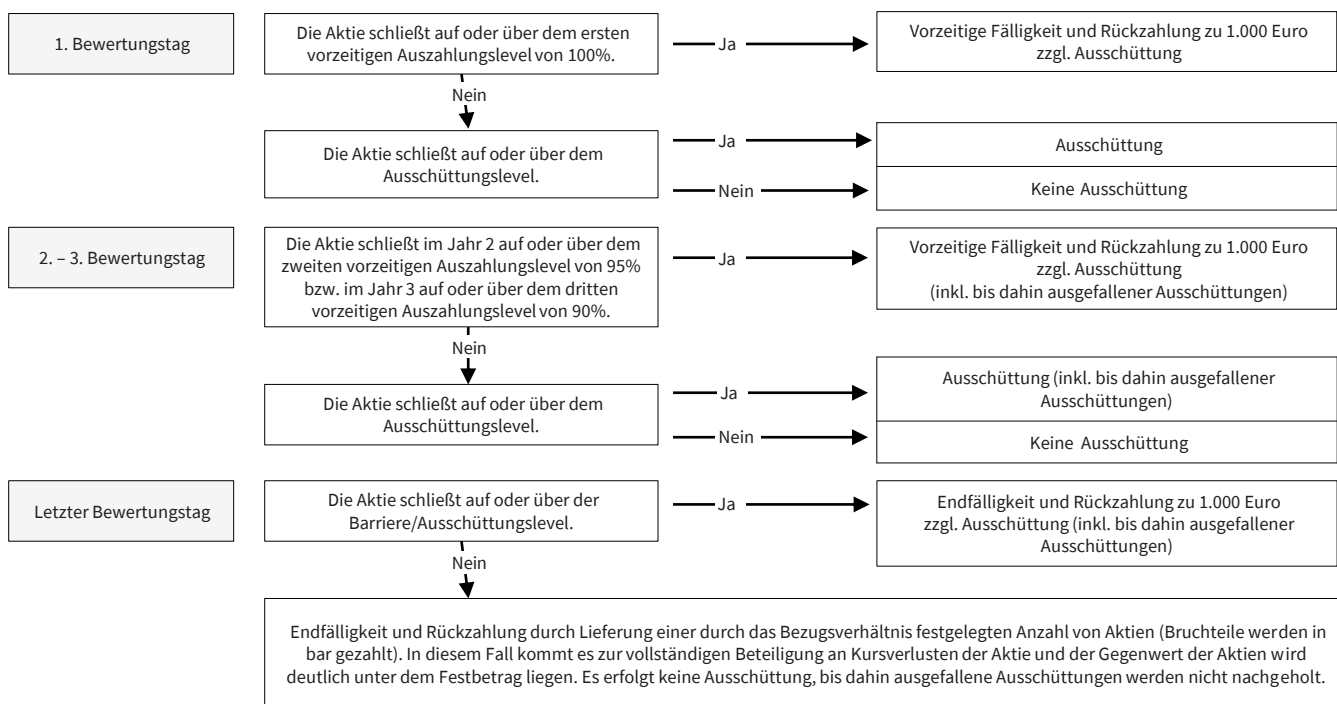 1. Bewertungstag
Die Aktie schließt auf oder über dem ersten
vorzeitigen Auszahlungslevel von 100%.
Ja
Vorzeitige Fälligkeit und Rückzahlung zu 1.000 Euro
zzgl. Ausschüttung
Nein
Die Aktie schließt auf oder über dem
Ausschüttungslevel.
Ja
Ausschüttung
Nein
Keine Ausschüttung
2. – 3. Bewertungstag
Die Aktie schließt im Jahr 2 auf oder über dem
zweiten vorzeitigen Auszahlungslevel von 95%
bzw. im Jahr 3 auf oder über dem dritten
vorzeitigen Auszahlungslevel von 90%.
Ja
Vorzeitige Fälligkeit und Rückzahlung zu 1.000 Euro
zzgl. Ausschüttung
(inkl. bis dahin ausgefallener Ausschüttungen)
Nein
Die Aktie schließt auf oder über dem
Ausschüttungslevel.
Ja
Ausschüttung (inkl. bis dahin ausgefallener
Ausschüttungen)
Nein
Keine Ausschüttung
Letzter Bewertungstag
Die Aktie schließt auf oder über der
Barriere/Ausschüttungslevel.
Ja
Endfälligkeit und Rückzahlung zu 1.000 Euro
zzgl. Ausschüttung (inkl. bis dahin ausgefallener
Ausschüttungen)
Nein
Endfälligkeit und Rückzahlung durch Lieferung einer durch das Bezugsverhältnis festgelegten Anzahl von Aktien (Bruchteile werden in
bar gezahlt). In diesem Fall kommt es zur vollständigen Beteiligung an Kursverlusten der Aktie und der Gegenwert der Aktien wird
deutlich unter dem Festbetrag liegen. Es erfolgt keine Ausschüttung, bis dahin ausgefallene Ausschüttungen werden nicht nachgeholt.